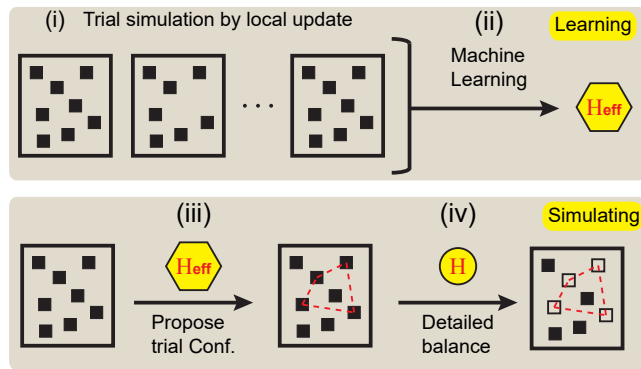 (i) Trial simulation by local update
(ii)
Learning
Machine
Learning
Heff
...
(iii)
(iv)
Simulating
Heff
H
Propose
trial Conf.
Detailed
balance